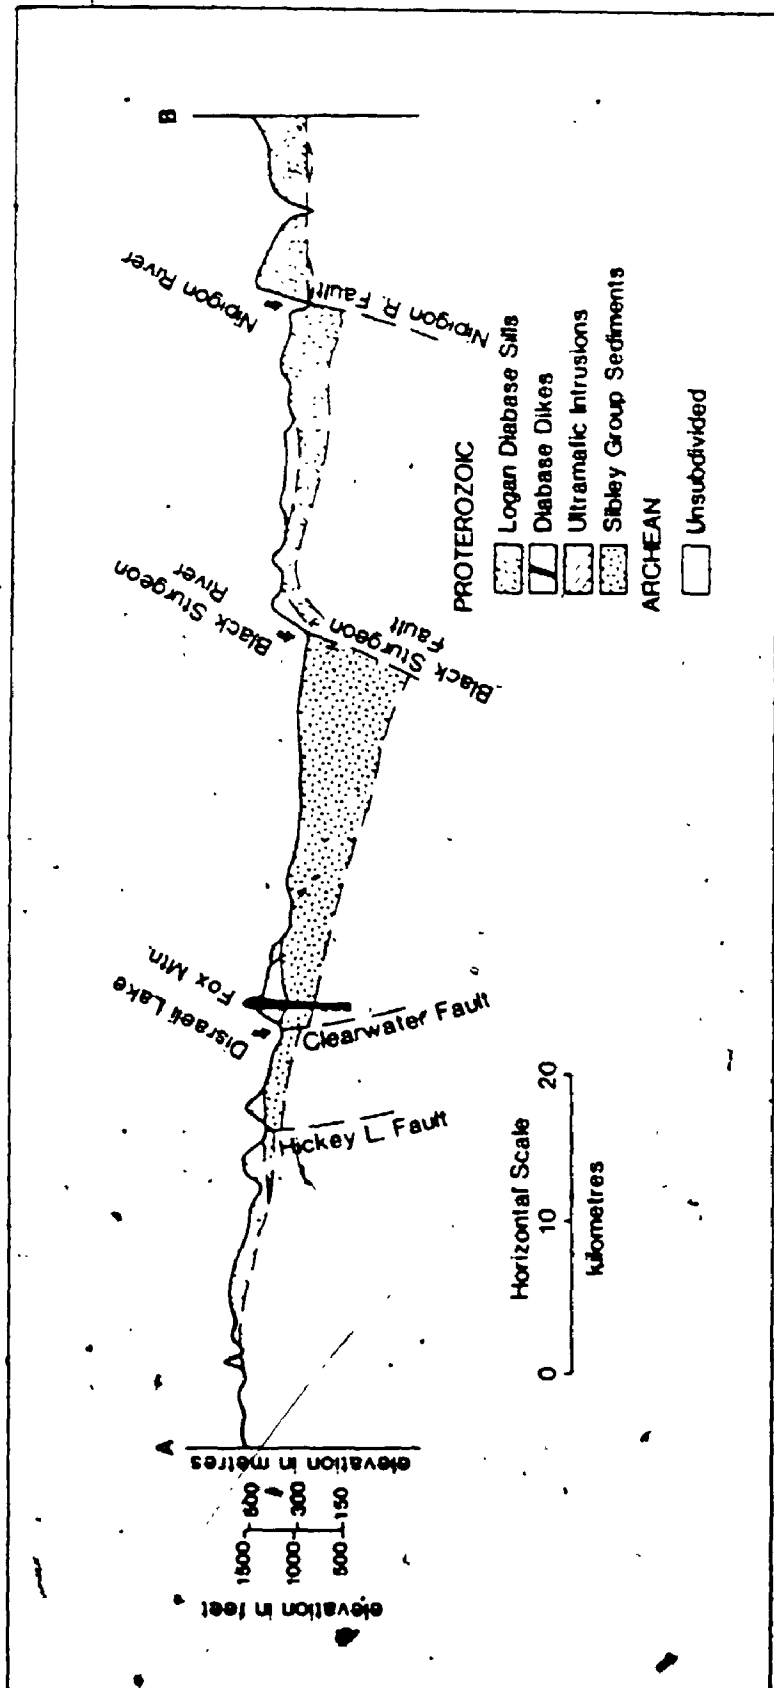 A
B
elevation in feet
1500
1000
500
500
300
150
elevation in metres
Hickey L. Fault
Disraeli Lake
Clearwater Fault
Fox Mtn.
Black Sturgeon
River
Black Sturgeon
Fault
Nipigon River
Nipigon R. Fault
Horizontal Scale
0
10
20
kilometres
PROTEROZOIC
Logan Diabase Sills
Diabase Dikes
Ultramafic Intrusions
Sibley Group Sediments
ARCHEAN
Unsubdivided